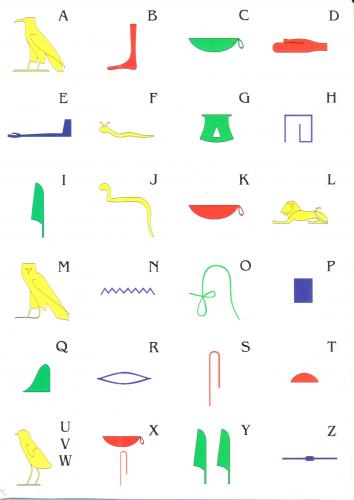 A B C D
E F G H
I J K L
M N O P
Q R S T
U
V
W X Y Z